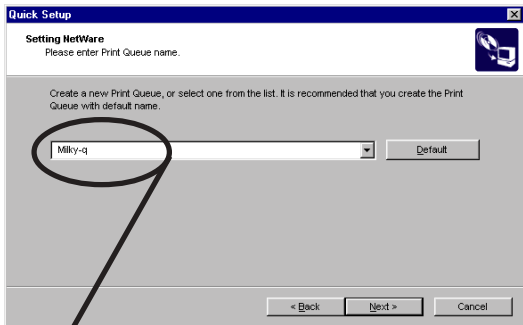 Quick Setup
Setting NetWare
Please enter Print Queue name.
Create a new Print Queue, or select one from the list. It is recommended that you create the Print
Queue with default name.
Milky-q
Default
< Back
Next >
Cancel